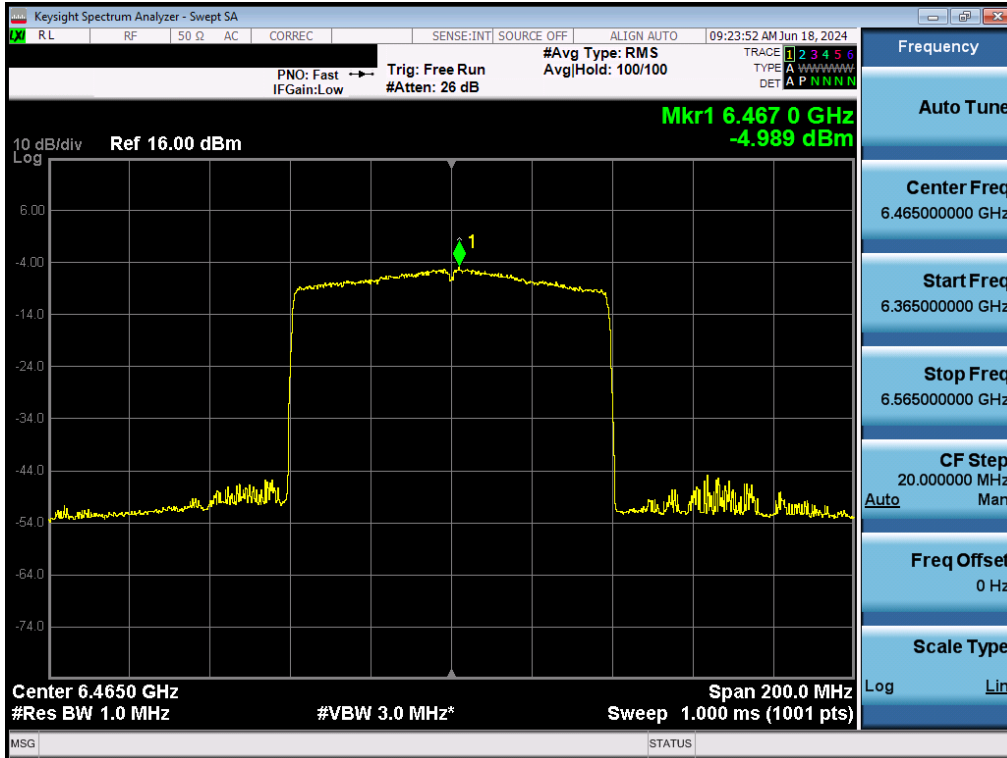 Keysight Spectrum Analyzer - Swept SA
LXI RL RF 50 Ω AC CORREC SENSE:INT SOURCE OFF ALIGN AUTO 09:23:52 AM Jun 18, 2024
PNO: Fast
IFGain:Low
Trig: Free Run
#Atten: 26 dB
#Avg Type: RMS
Avg|Hold: 100/100
TRACE 1 2 3 4 5 6
TYPE A WWWWW
DET A P N N N N
Mkr1 6.467 0 GHz
-4.989 dBm
10 dB/div Ref 16.00 dBm
Log
1
6.00
-4.00
-14.0
-24.0
-34.0
-44.0
-54.0
-64.0
-74.0
Center 6.4650 GHz Span 200.0 MHz
#Res BW 1.0 MHz #VBW 3.0 MHz* Sweep 1.000 ms (1001 pts)
MSG STATUS
Frequency
Auto Tune
Center Freq
6.465000000 GHz
Start Freq
6.365000000 GHz
Stop Freq
6.565000000 GHz
CF Step
20.000000 MHz
Auto Man
Freq Offset
0 Hz
Scale Type
Log Lin